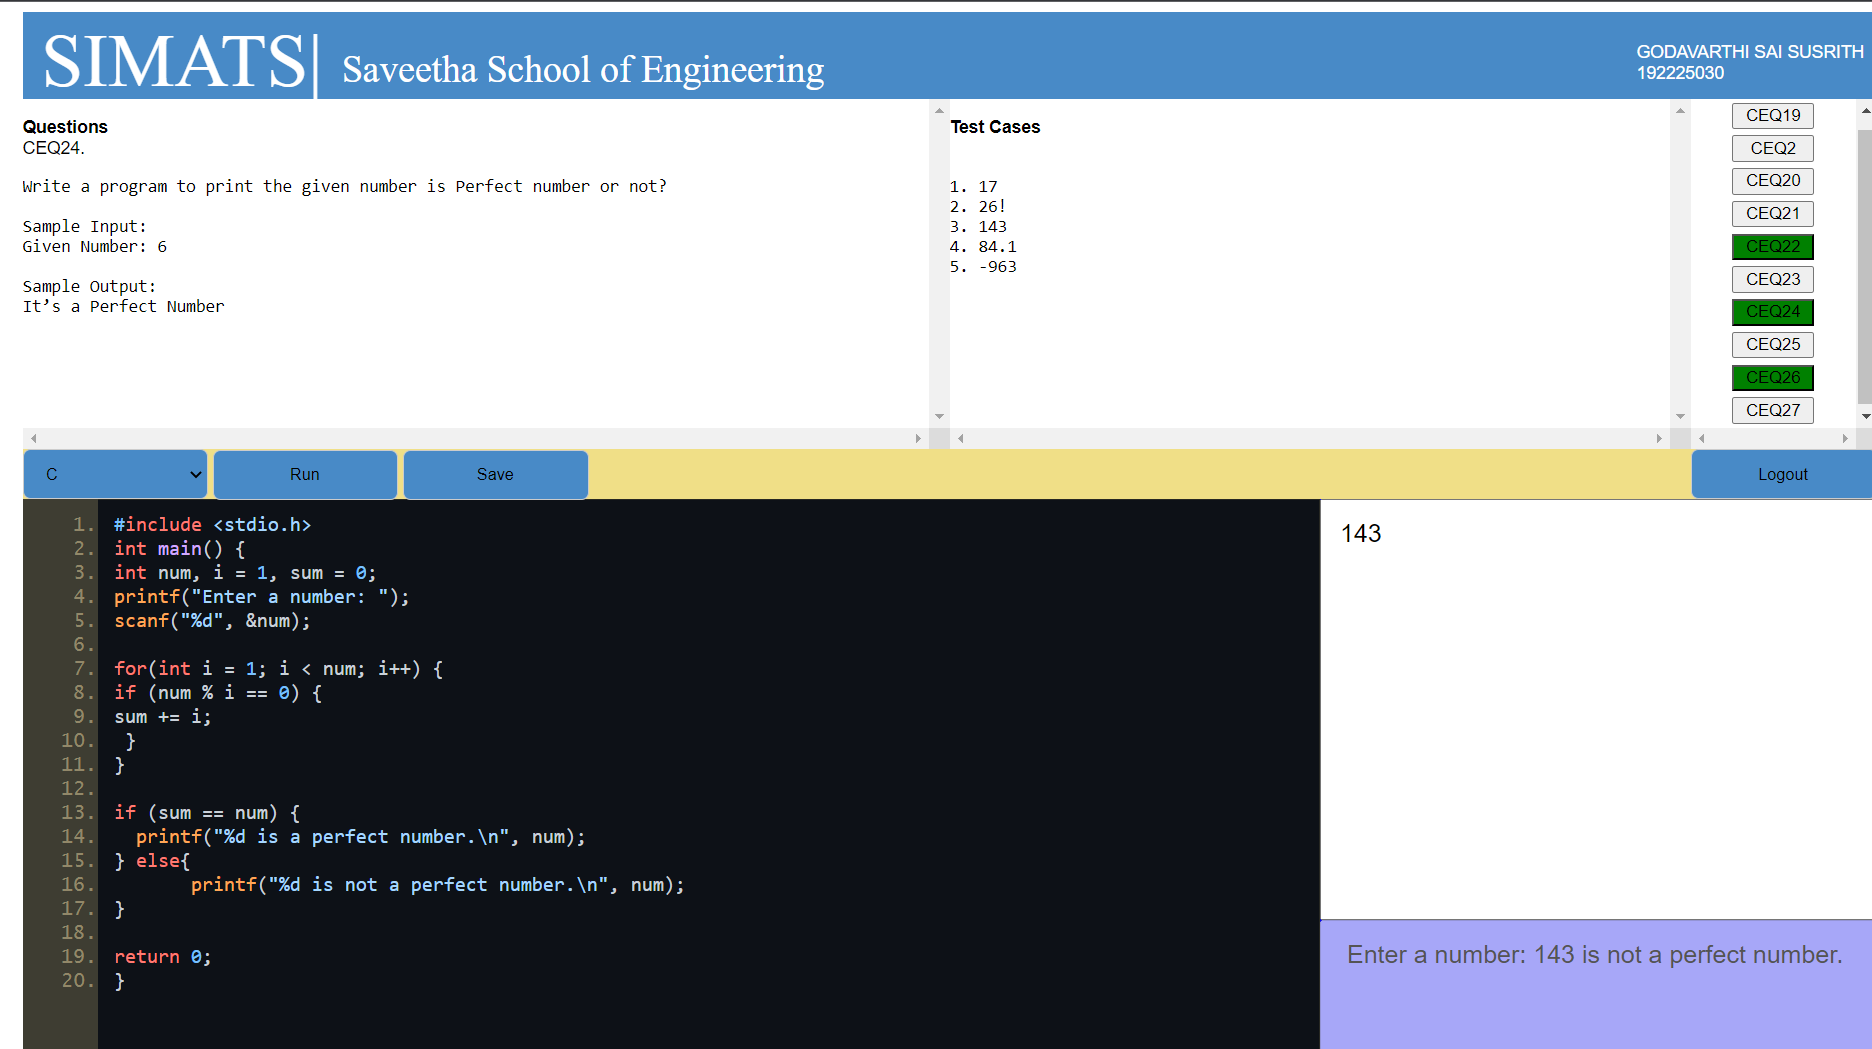 SIMATS| Saveetha School of Engineering
GODAVARTHI SAI SUSRITH
192225030
Questions
CEQ24.
Write a program to print the given number is Perfect number or not?
Sample Input:
Given Number: 6
Sample Output:
It’s a Perfect Number
Test Cases
1. 17
2. 26!
3. 143
4. 84.1
5. -963
CEQ19
CEQ2
CEQ20
CEQ21
CEQ22
CEQ23
CEQ24
CEQ25
CEQ26
CEQ27
C
Run
Save
Logout
1. #include <stdio.h>
2. int main() {
3. int num, i = 1, sum = 0;
4. printf("Enter a number: ");
5. scanf("%d", &num);
6.
7. for(int i = 1; i < num; i++) {
8. if (num % i == 0) {
9. sum += i;
10. }
11. }
12.
13. if (sum == num) {
14. printf("%d is a perfect number.\n", num);
15. } else{
16. printf("%d is not a perfect number.\n", num);
17. }
18.
19. return 0;
20. }
143
Enter a number: 143 is not a perfect number.